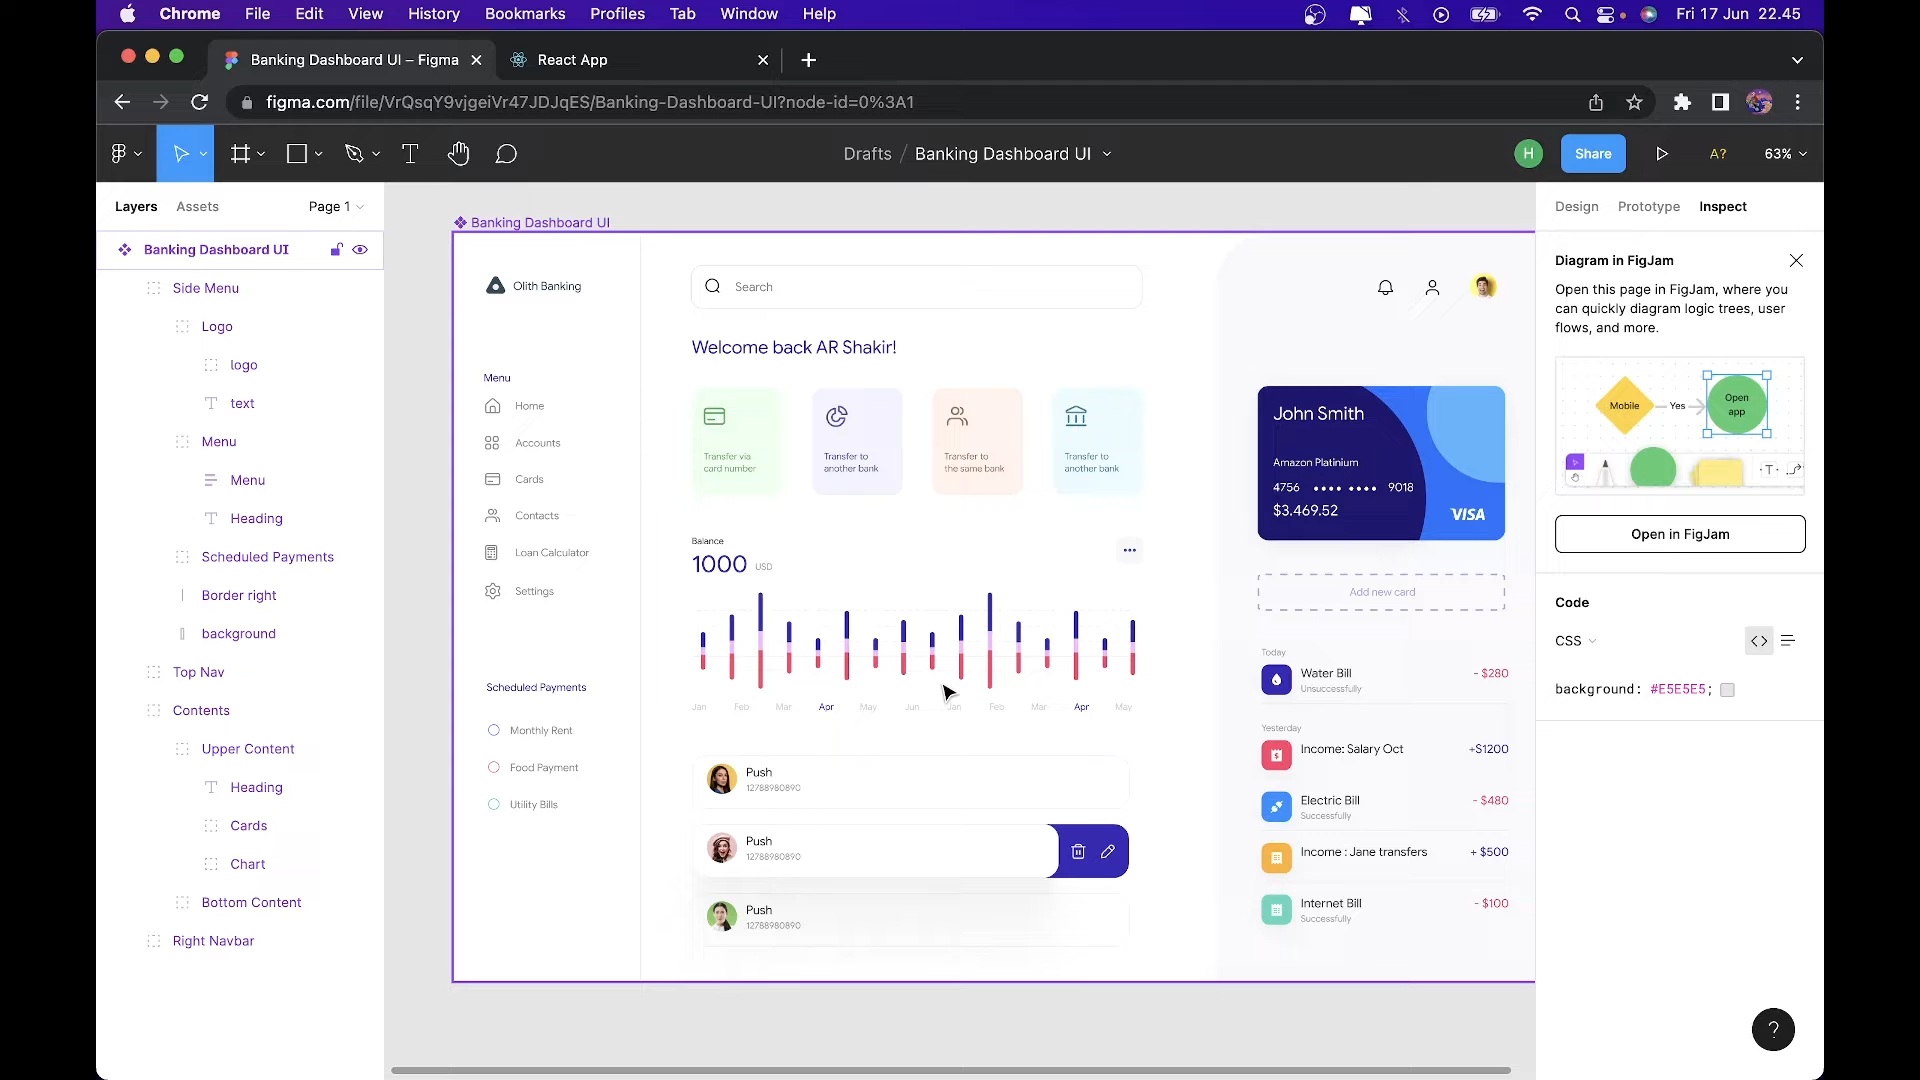 Chrome File Edit View History Bookmarks Profiles Tab Window Help Fri 17 Jun 22.45
Banking Dashboard UI – Figma
React App
figma.com/file/VrQsqY9vjgeiVr47JDJqES/Banking-Dashboard-UI?node-id=0%3A1
Drafts / Banking Dashboard UI
H
Share
A?
63%
Layers Assets Page 1
Banking Dashboard UI
Side Menu
Logo
logo
text
Menu
Menu
Heading
Scheduled Payments
Border right
background
Top Nav
Contents
Upper Content
Heading
Cards
Chart
Bottom Content
Right Navbar
Banking Dashboard UI
Olith Banking
Menu
Home
Accounts
Cards
Contacts
Loan Calculator
Settings
Scheduled Payments
Monthly Rent
Food Payment
Utility Bills
Search
Welcome back AR Shakir!
Transfer via
card number
Transfer to
another bank
Transfer to
the same bank
Transfer to
another bank
Balance
1000 USD
Jan Feb Mar Apr May Jun Jan Feb Mar Apr May
Push
12788980890
Push
12788980890
Push
12788980890
John Smith
Amazon Platinium
4756 •••• •••• 9018
$3.469.52
VISA
Add new card
Today
Water Bill - $280
Unsuccessfully
Yesterday
Income: Salary Oct +$1200
Electric Bill - $480
Successfully
Income : Jane transfers + $500
Internet Bill - $100
Successfully
Design Prototype Inspect
Diagram in FigJam
Open this page in FigJam, where you
can quickly diagram logic trees, user
flows, and more.
Mobile Yes Open
app
T
Open in FigJam
Code
CSS
background: #E5E5E5;
?